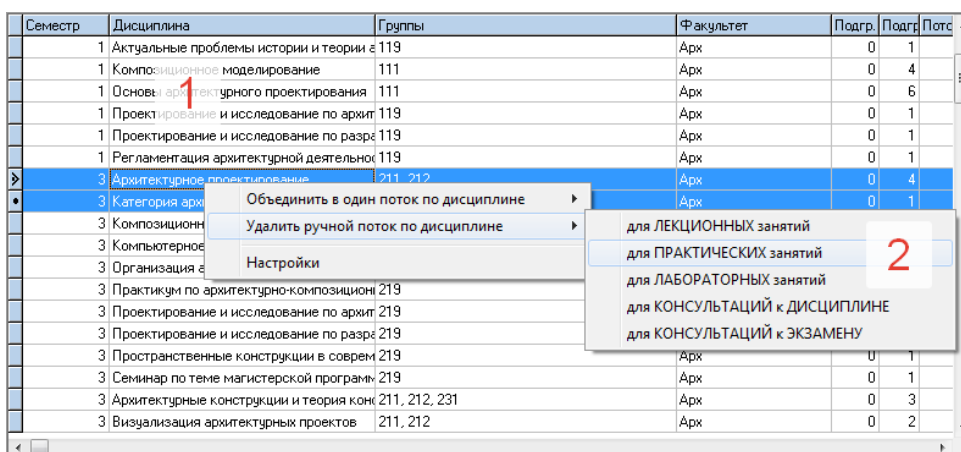 Семестр Дисциплина Группы Факультет Подгр. Подгр Пото
1 Актуальные проблемы истории и теории а 119 Арх 0 1
1 Композиционное моделирование 111 Арх 0 4
1 Основы архитектурного проектирования 111 Арх 0 6
1 Проектирование и исследование по архит 119 Арх 0 1
1 Проектирование и исследование по разра 119 Арх 0 1
1 Регламентация архитектурной деятельнос 119 Арх 0 1
3 Архитектурное проектирование 211, 212 Арх 0 4
3 Категория архи Арх 0 1
3 Композиционн
3 Компьютерное
3 Организация а
3 Практикум по архитектурно-композицион 219
3 Проектирование и исследование по архит 219
3 Проектирование и исследование по разра 219
3 Пространственные конструкции в соврем 219 Арх 0 1
3 Семинар по теме магистерской программ 219 Арх 0 1
3 Архитектурные конструкции и теория конс 211, 212, 231 Арх 0 3
3 Визуализация архитектурных проектов 211, 212 Арх 0 2
1
Объединить в один поток по дисциплине
Удалить ручной поток по дисциплине
Настройки
для ЛЕКЦИОННЫХ занятий
для ПРАКТИЧЕСКИХ занятий
для ЛАБОРАТОРНЫХ занятий
для КОНСУЛЬТАЦИЙ к ДИСЦИПЛИНЕ
для КОНСУЛЬТАЦИЙ к ЭКЗАМЕНУ
2